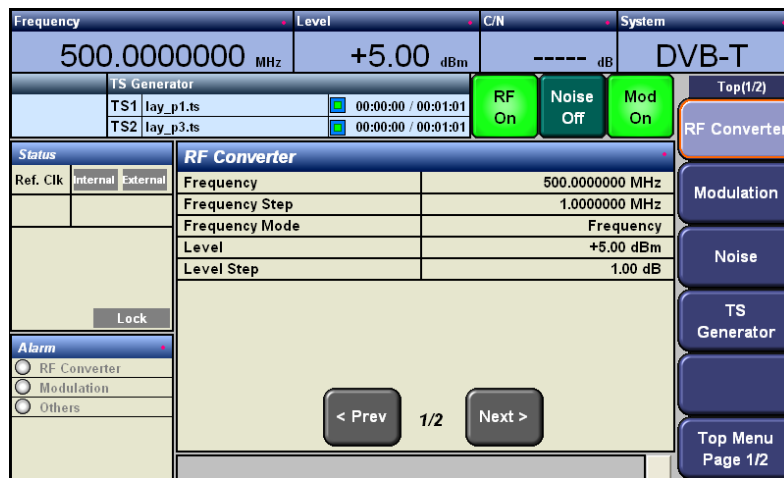 Frequency
Level
C/N
System
500.0000000 MHz
+5.00 dBm
----- dB
DVB-T
TS Generator
TS1 lay_p1.ts 00:00:00 / 00:01:01
TS2 lay_p3.ts 00:00:00 / 00:01:01
RF
On
Noise
Off
Mod
On
Top(1/2)
RF Converter
Modulation
Noise
TS
Generator
Top Menu
Page 1/2
Status
Ref. Clk Internal External
Lock
Alarm
RF Converter
Modulation
Others
RF Converter
Frequency 500.0000000 MHz
Frequency Step 1.0000000 MHz
Frequency Mode Frequency
Level +5.00 dBm
Level Step 1.00 dB
< Prev 1/2 Next >